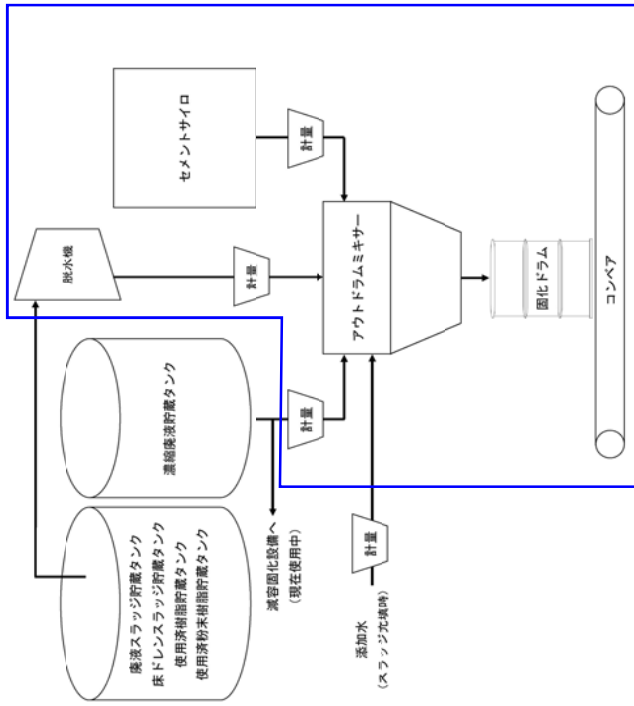 廃液スラッジ貯蔵タンク
床ドレンスラッジ貯蔵タンク
使用済樹脂貯蔵タンク
使用済粉末樹脂貯蔵タンク
濃縮廃液貯蔵タンク
脱水機
セメントサイロ
減容固化設備へ
(現在使用中)
計量
計量
計量
添加水
(スラッジ充填時)
計量
アウトドラムミキサー
固化ドラム
コンベア